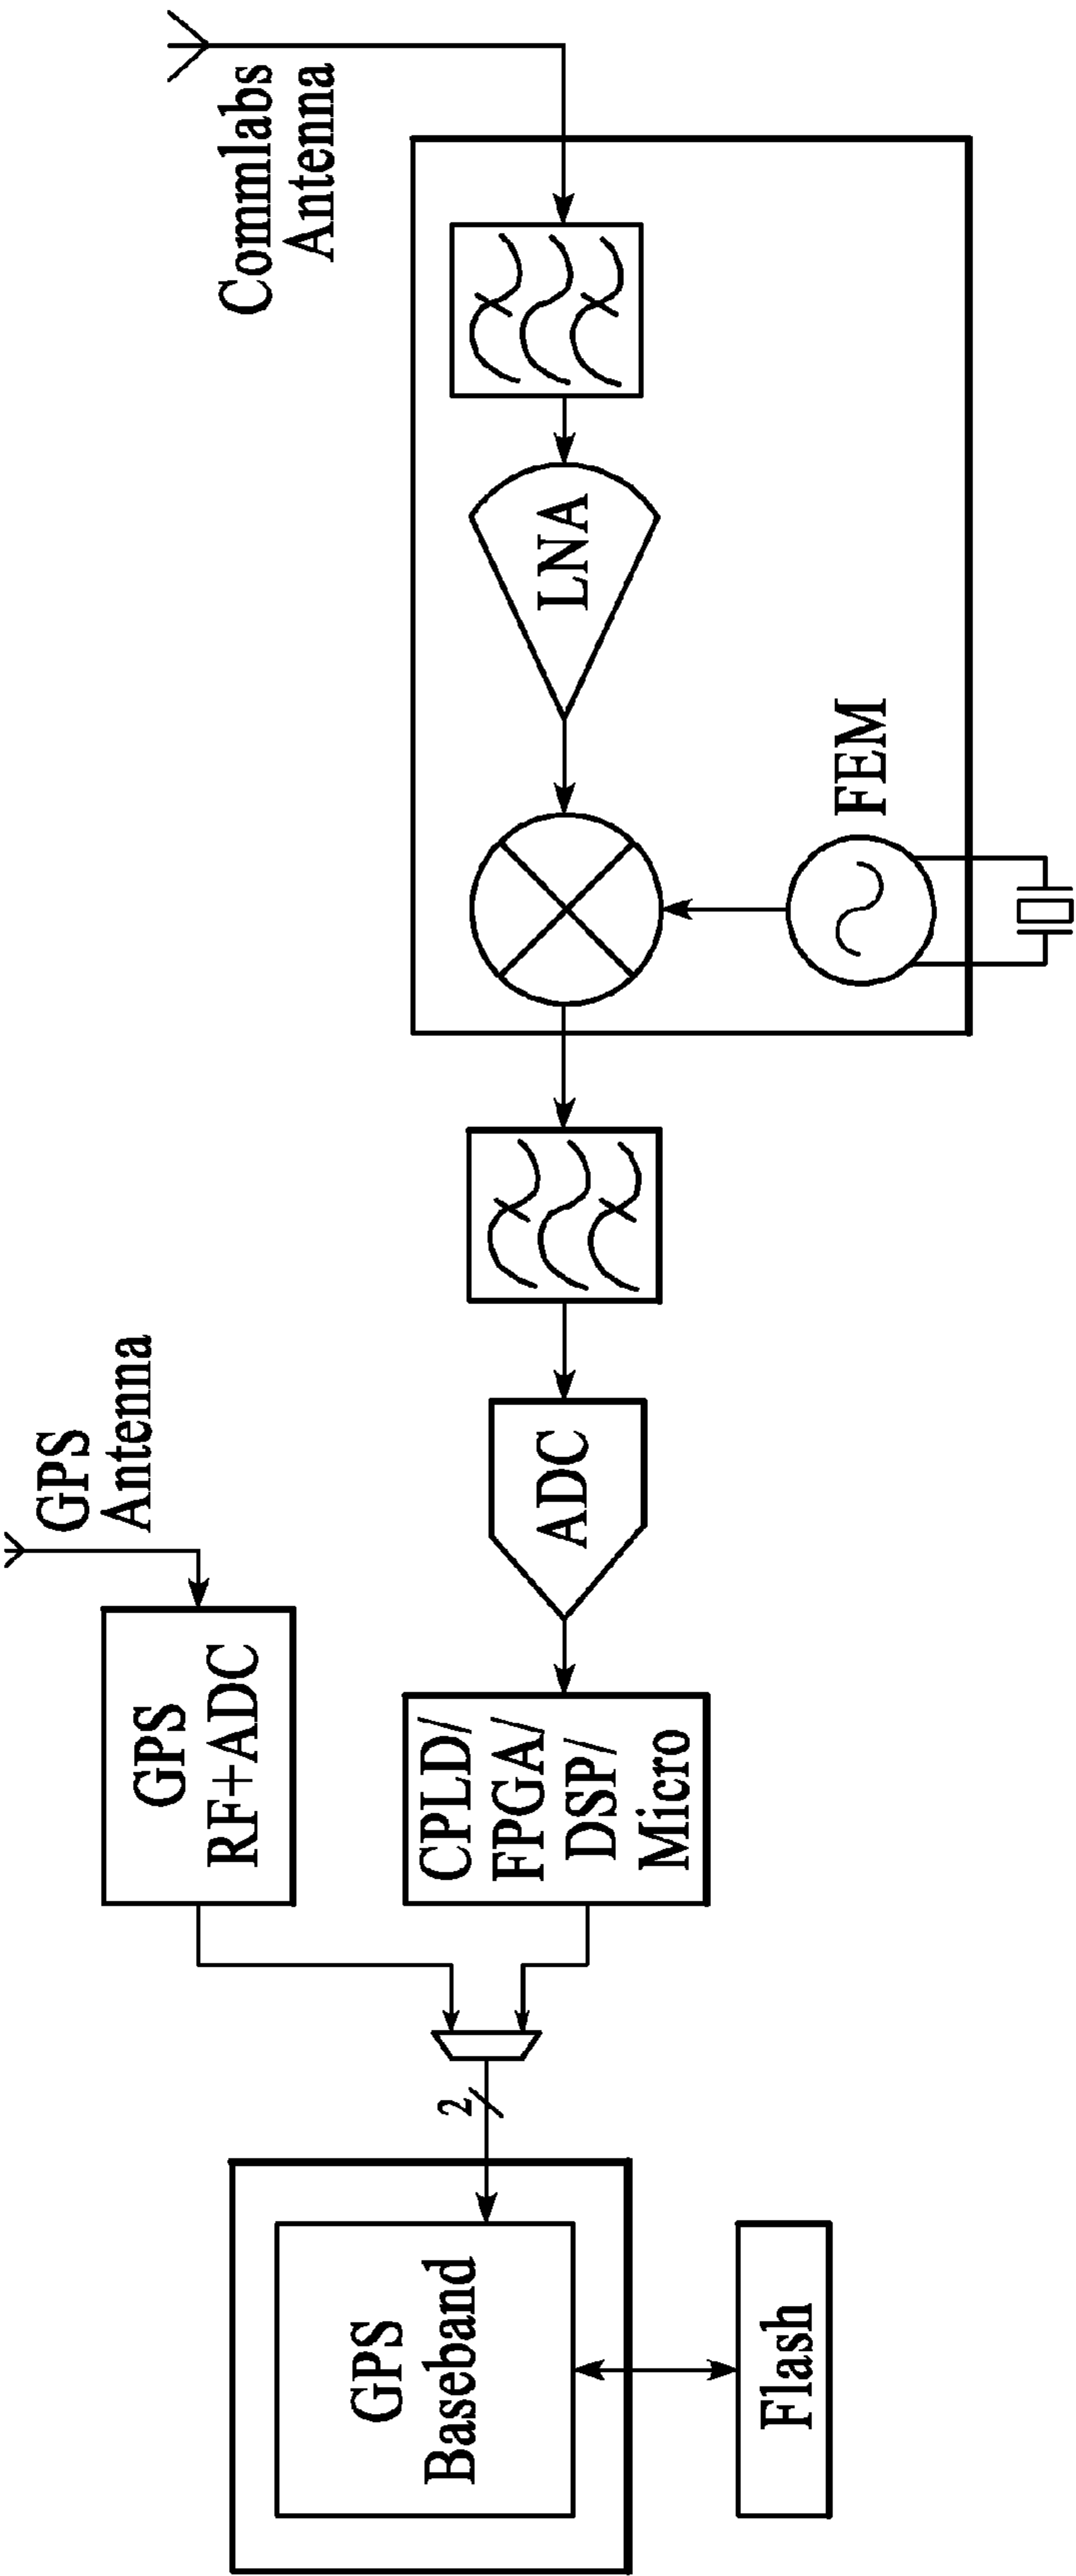 Commlabs
Antenna
LNA
FEM
GPS
Antenna
GPS
RF+ADC
ADC
CPLD/
FPGA/
DSP/
Micro
2
GPS
Baseband
Flash